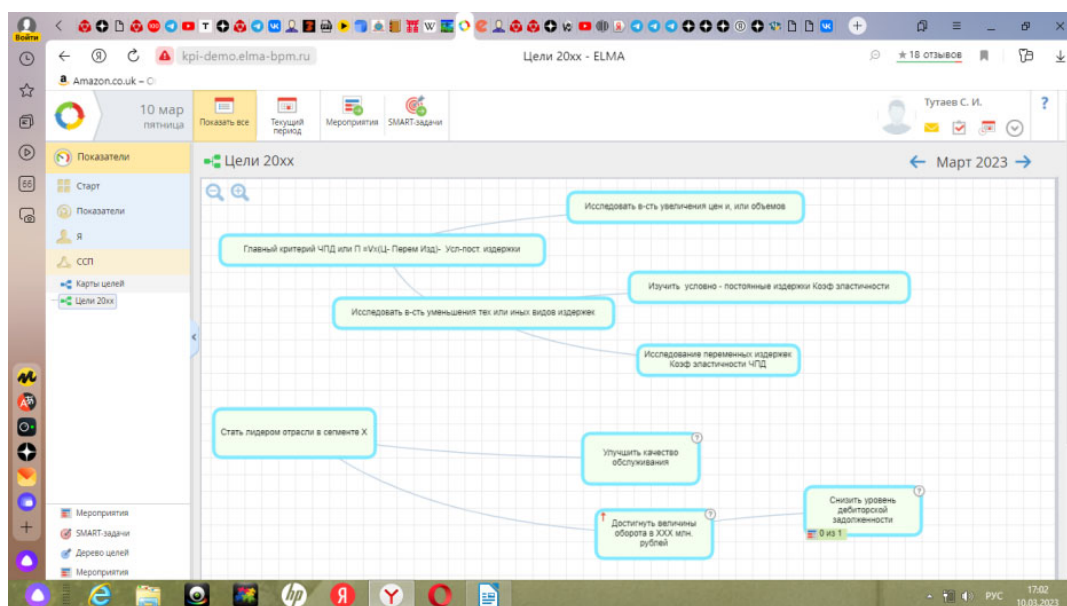 Войти
kpi-demo.elma-bpm.ru
Цели 20xx - ELMA
★ 18 отзывов
Amazon.co.uk – O
10 мар
пятница
Показать все
Текущий
период
Мероприятия
SMART-задачи
Тутаев С. И.
?
Показатели
Старт
Показатели
Я
ССП
Карты целей
Цели 20xx
Цели 20xx
Март 2023
Исследовать в-сть увеличения цен и, или объемов
Главный критерий ЧПД или П =Vx(Ц- Перем Изд)- Усл-пост издержки
Изучить условно - постоянные издержки Коэф эластичности
Исследовать в-сть уменьшения тех или иных видов издержек
Исследование переменных издержек
Коэф эластичности ЧПД
Стать лидером отрасли в сегменте X
Улучшить качество
обслуживания
Снизить уровень
дебиторской
задолженности
0 из 1
Достигнуть величины
оборота в XXX млн.
рублей
Мероприятия
SMART-задачи
Дерево целей
Мероприятия
РУС
17:02
10.03.2023